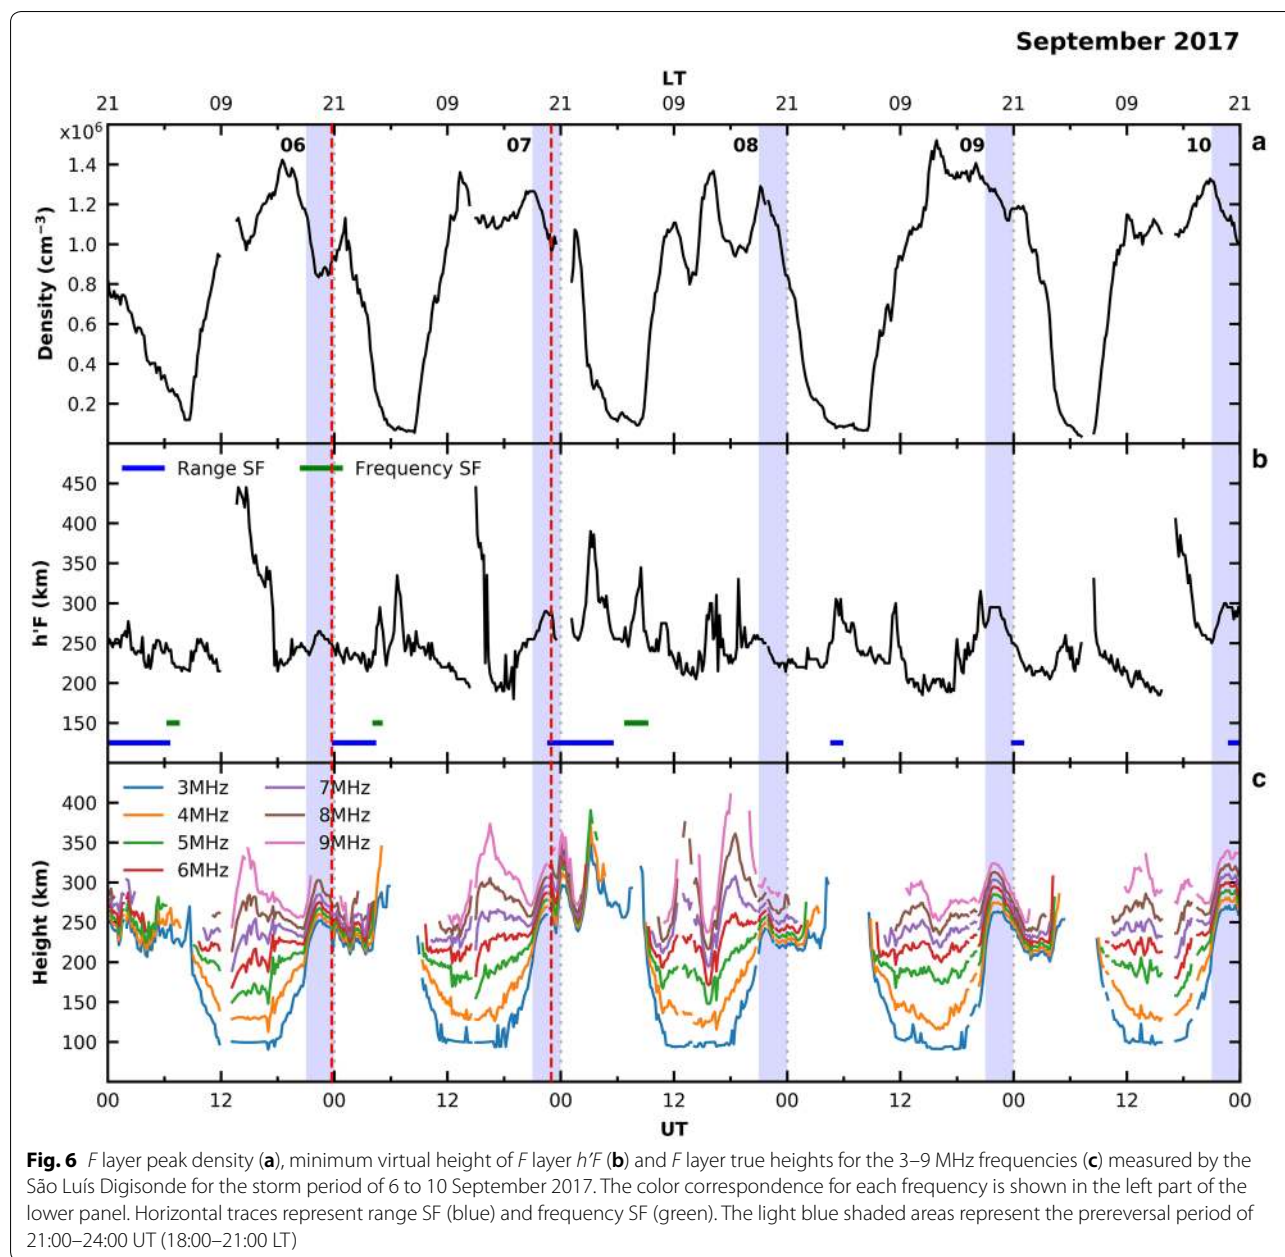 September 2017
LT
21 09 21 09 21 09 21 09 21 09 21
x10⁶
06 07 08 09 10 a
1.4
1.2
1.0
0.8
0.6
0.4
0.2
Density (cm⁻³)
b
Range SF Frequency SF
450
400
350
300
250
200
150
h'F (km)
c
3MHz 7MHz
4MHz 8MHz
5MHz 9MHz
6MHz
400
350
300
250
200
150
100
Height (km)
00 12 00 12 00 12 00 12 00 12 00
UT
Fig. 6 F layer peak density (a), minimum virtual height of F layer h'F (b) and F layer true heights for the 3–9 MHz frequencies (c) measured by the
São Luís Digisonde for the storm period of 6 to 10 September 2017. The color correspondence for each frequency is shown in the left part of the
lower panel. Horizontal traces represent range SF (blue) and frequency SF (green). The light blue shaded areas represent the prereversal period of
21:00–24:00 UT (18:00–21:00 LT)